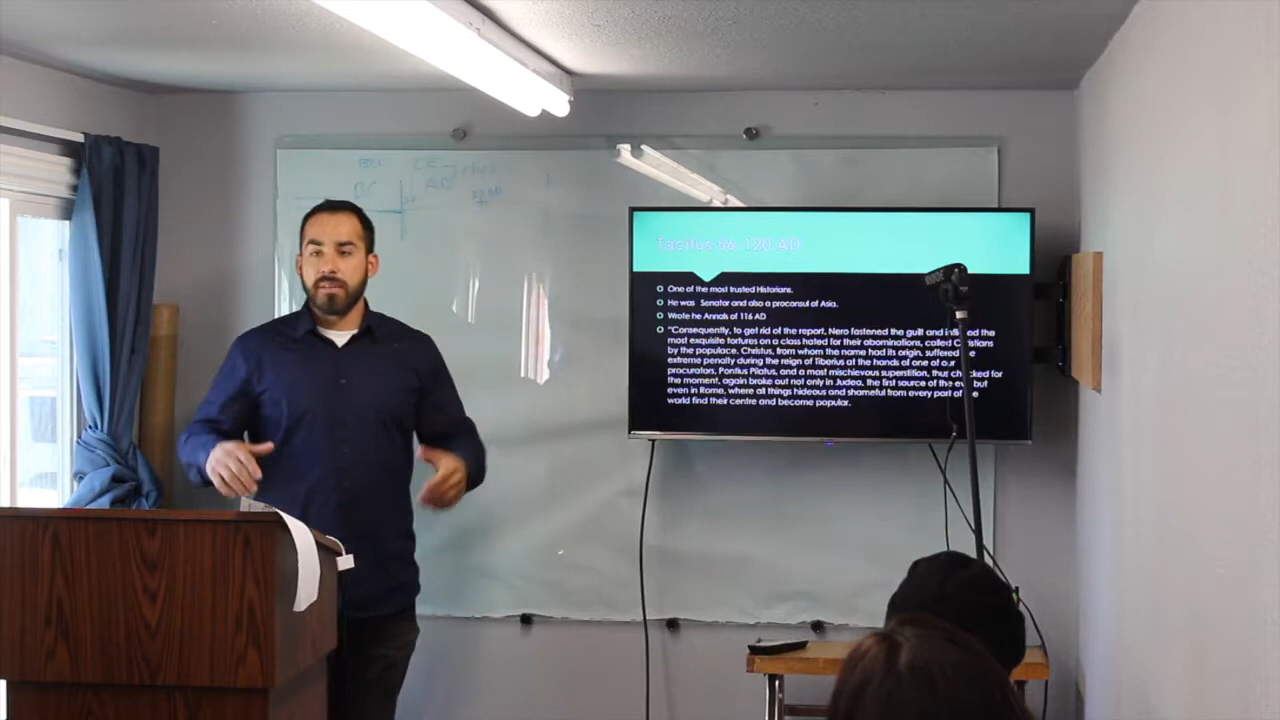 BC
AD
Tacitus 56-120 AD
One of the most trusted Historians.
He was Senator and also a proconsul of Asia.
Wrote he Annals of 116 AD
"Consequently, to get rid of the report, Nero fastened the guilt and the
most exquisite tortures on a class hated for their abominations, called
by the populace. Christus, from whom the name had its origin, suffered
extreme penalty during the reign of Tiberius at the hands of one of
procurators, Pontius Pilatus, and a most mischievous superstition, thus for
the moment, again broke out not only in Judea, the first source of the but
even in Rome, where all things hideous and shameful from every part of
world find their centre and become popular.
RODE